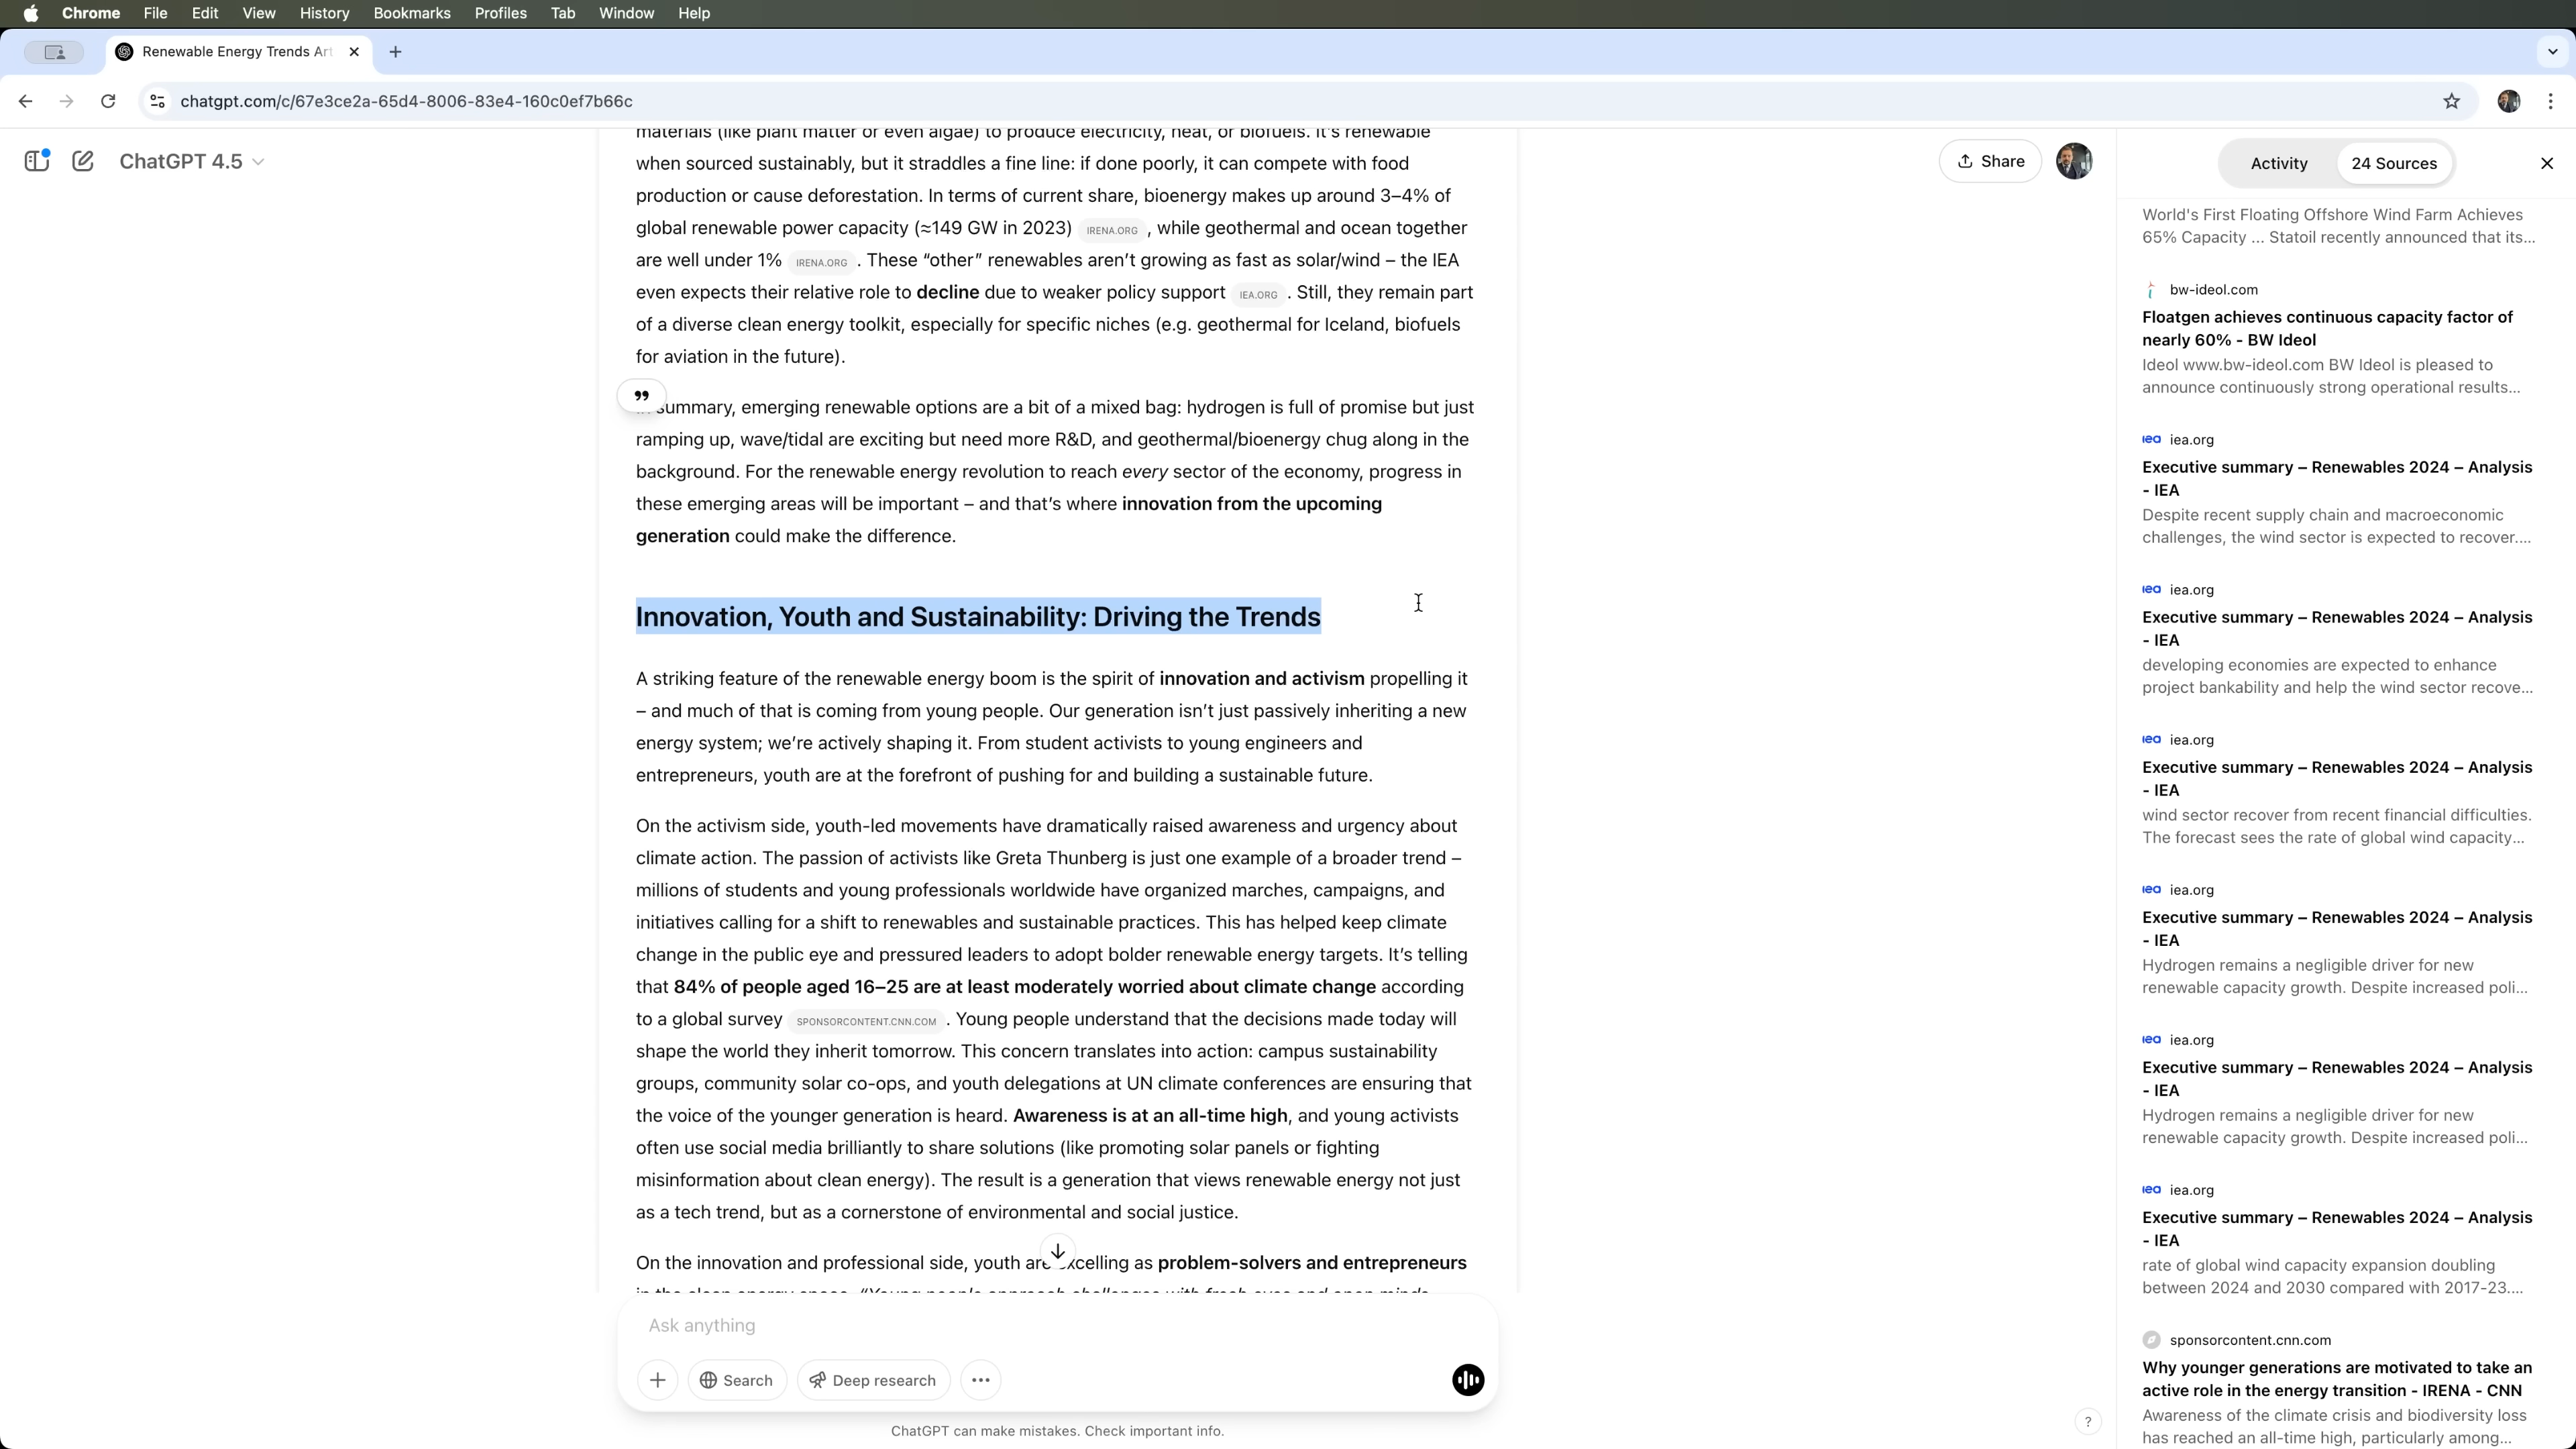 Chrome File Edit View History Bookmarks Profiles Tab Window Help
Renewable Energy Trends Art
chatgpt.com/c/67e3ce2a-65d4-8006-83e4-160c0ef7b66c
ChatGPT 4.5
materials (like plant matter or even algae) to produce electricity, heat, or biofuels. It’s renewable
when sourced sustainably, but it straddles a fine line: if done poorly, it can compete with food
production or cause deforestation. In terms of current share, bioenergy makes up around 3–4% of
global renewable power capacity (≈149 GW in 2023) IRENA.ORG , while geothermal and ocean together
are well under 1% IRENA.ORG . These “other” renewables aren’t growing as fast as solar/wind – the IEA
even expects their relative role to decline due to weaker policy support IEA.ORG . Still, they remain part
of a diverse clean energy toolkit, especially for specific niches (e.g. geothermal for Iceland, biofuels
for aviation in the future).
summary, emerging renewable options are a bit of a mixed bag: hydrogen is full of promise but just
ramping up, wave/tidal are exciting but need more R&D, and geothermal/bioenergy chug along in the
background. For the renewable energy revolution to reach every sector of the economy, progress in
these emerging areas will be important – and that’s where innovation from the upcoming
generation could make the difference.
Innovation, Youth and Sustainability: Driving the Trends
A striking feature of the renewable energy boom is the spirit of innovation and activism propelling it
– and much of that is coming from young people. Our generation isn’t just passively inheriting a new
energy system; we’re actively shaping it. From student activists to young engineers and
entrepreneurs, youth are at the forefront of pushing for and building a sustainable future.
On the activism side, youth-led movements have dramatically raised awareness and urgency about
climate action. The passion of activists like Greta Thunberg is just one example of a broader trend –
millions of students and young professionals worldwide have organized marches, campaigns, and
initiatives calling for a shift to renewables and sustainable practices. This has helped keep climate
change in the public eye and pressured leaders to adopt bolder renewable energy targets. It’s telling
that 84% of people aged 16–25 are at least moderately worried about climate change according
to a global survey SPONSORCONTENT.CNN.COM . Young people understand that the decisions made today will
shape the world they inherit tomorrow. This concern translates into action: campus sustainability
groups, community solar co-ops, and youth delegations at UN climate conferences are ensuring that
the voice of the younger generation is heard. Awareness is at an all-time high, and young activists
often use social media brilliantly to share solutions (like promoting solar panels or fighting
misinformation about clean energy). The result is a generation that views renewable energy not just
as a tech trend, but as a cornerstone of environmental and social justice.
On the innovation and professional side, youth are excelling as problem-solvers and entrepreneurs
Ask anything
Search
Deep research
ChatGPT can make mistakes. Check important info.
Share
Activity
24 Sources
World's First Floating Offshore Wind Farm Achieves
65% Capacity ... Statoil recently announced that its...
bw-ideol.com
Floatgen achieves continuous capacity factor of
nearly 60% - BW Ideol
Ideol www.bw-ideol.com BW Ideol is pleased to
announce continuously strong operational results...
iea iea.org
Executive summary – Renewables 2024 – Analysis
- IEA
Despite recent supply chain and macroeconomic
challenges, the wind sector is expected to recover....
iea iea.org
Executive summary – Renewables 2024 – Analysis
- IEA
developing economies are expected to enhance
project bankability and help the wind sector recove...
iea iea.org
Executive summary – Renewables 2024 – Analysis
- IEA
wind sector recover from recent financial difficulties.
The forecast sees the rate of global wind capacity...
iea iea.org
Executive summary – Renewables 2024 – Analysis
- IEA
Hydrogen remains a negligible driver for new
renewable capacity growth. Despite increased poli...
iea iea.org
Executive summary – Renewables 2024 – Analysis
- IEA
Hydrogen remains a negligible driver for new
renewable capacity growth. Despite increased poli...
iea iea.org
Executive summary – Renewables 2024 – Analysis
- IEA
rate of global wind capacity expansion doubling
between 2024 and 2030 compared with 2017-23....
sponsorcontent.cnn.com
Why younger generations are motivated to take an
active role in the energy transition - IRENA - CNN
Awareness of the climate crisis and biodiversity loss
has reached an all-time high, particularly among...
?